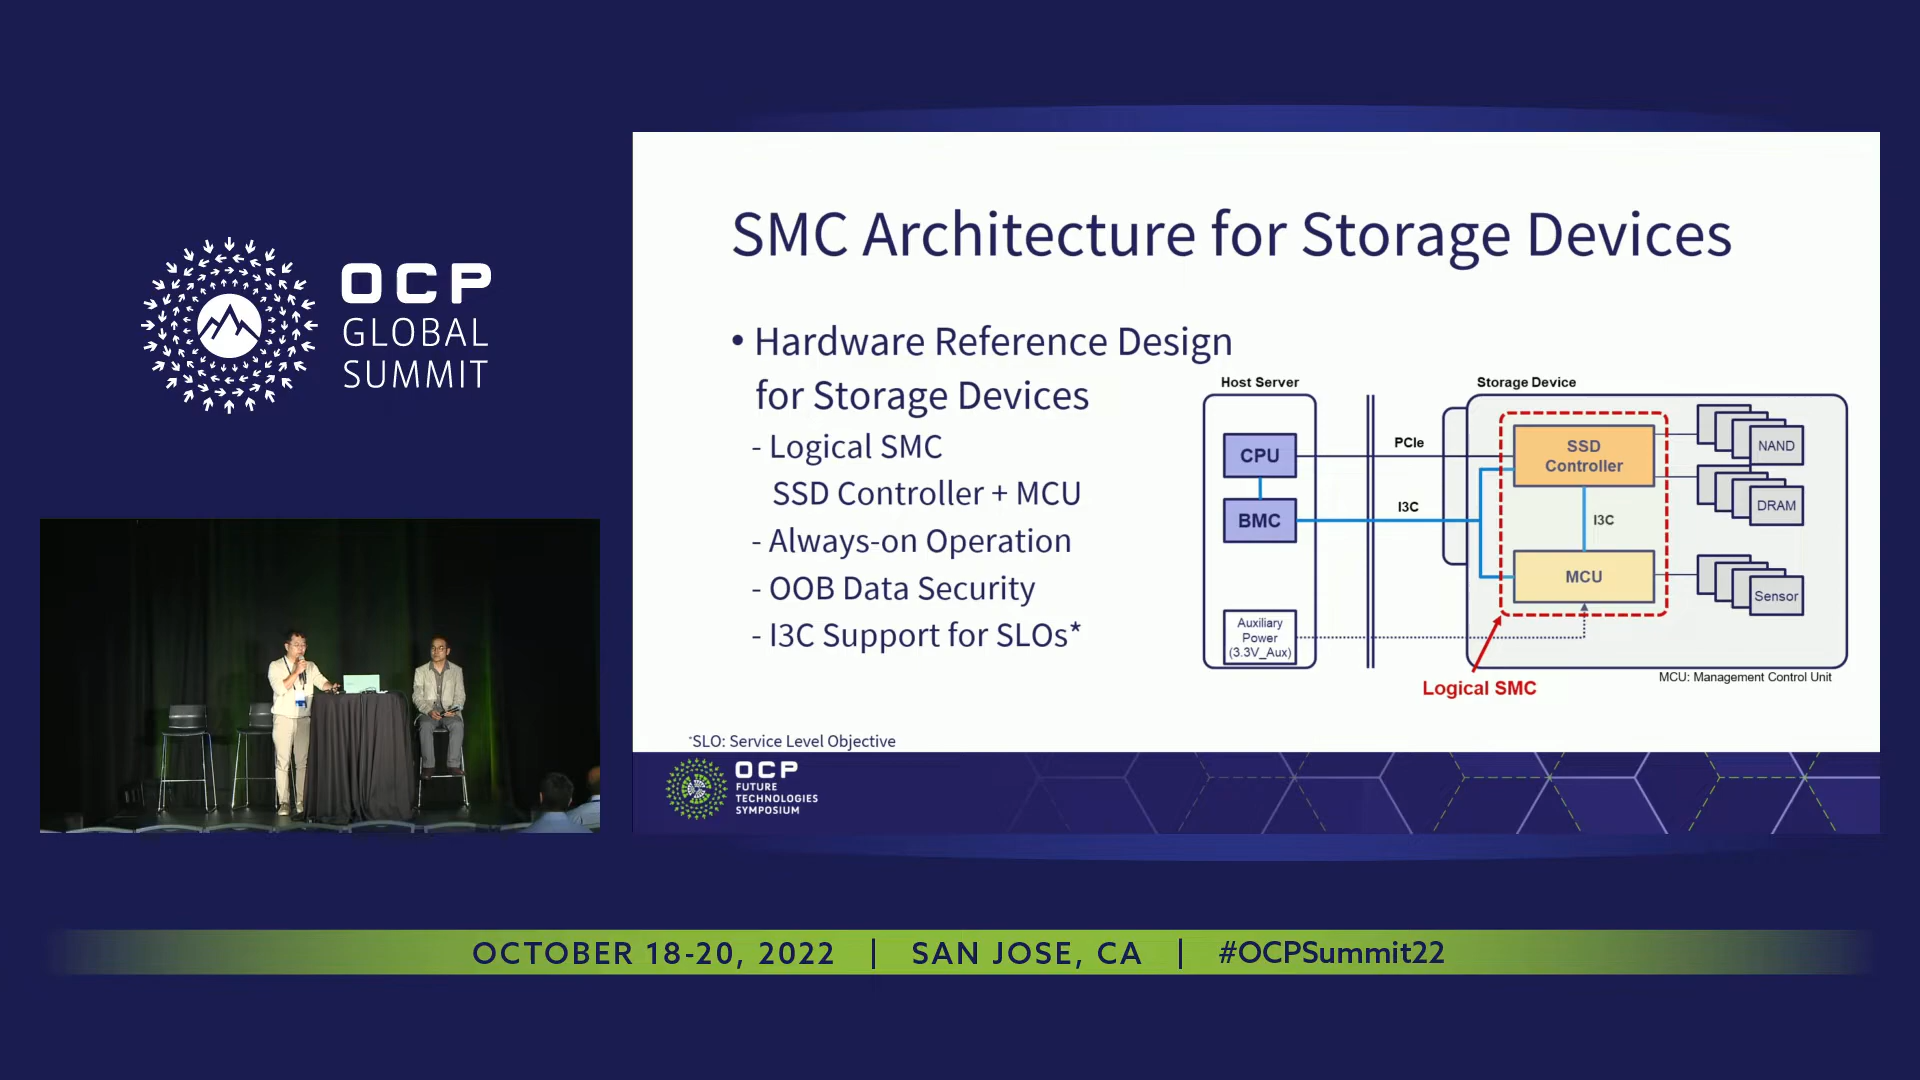 OCP
GLOBAL
SUMMIT
SMC Architecture for Storage Devices
• Hardware Reference Design
for Storage Devices
- Logical SMC
SSD Controller + MCU
- Always-on Operation
- OOB Data Security
- I3C Support for SLOs*
Host Server
CPU
BMC
Auxiliary
Power
(3.3V_Aux)
PCIe
I3C
Storage Device
SSD
Controller
I3C
MCU
NAND
DRAM
Sensor
Logical SMC
MCU: Management Control Unit
*SLO: Service Level Objective
OCP
FUTURE
TECHNOLOGIES
SYMPOSIUM
OCTOBER 18-20, 2022 | SAN JOSE, CA | #OCPSummit22